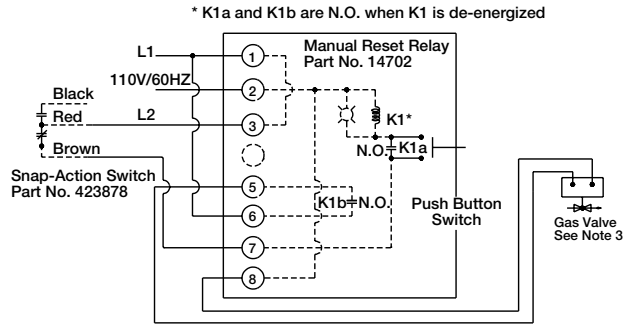 * K1a and K1b are N.O. when K1 is de-energized
Manual Reset Relay
Part No. 14702
L1
1
110V/60HZ
2
Black
Red
L2
3
K1*
N.O.
K1a
Brown
Snap-Action Switch
Part No. 423878
5
K1b
N.O.
Push Button
Switch
6
7
8
Gas Valve
See Note 3